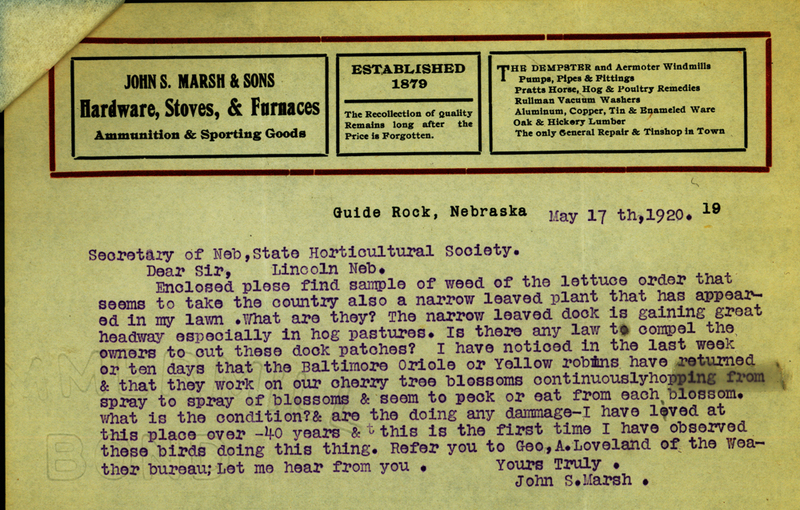 JOHN S. MARSH & SONS
Hardware, Stoves, & Furnaces
Ammunition & Sporting Goods
ESTABLISHED
1879
The Recollection of Quality
Remains long after the
Price is Forgotten.
THE DEMPSTER and Aermoter Windmills
Pumps, Pipes & Fittings
Pratts Horse, Hog & Poultry Remedies
Rullman Vacuum Washers
Aluminum, Copper, Tin & Enameled Ware
Oak & Hickory Lumber
The only General Repair & Tinshop in Town
Guide Rock, Nebraska May 17 th,1920. 19
Secretary of Neb,State Horticultural Society.
Dear Sir, Lincoln Neb.
Enclosed plese find sample of weed of the lettuce order that
seems to take the country also a narrow leaved plant that has appear-
ed in my lawn .What are they? The narrow leaved dock is gaining great
headway especially in hog pastures. Is there any law to compel the
owners to cut these dock patches? I have noticed in the last week
or ten days that the Baltimore Oriole or Yellow robins have returned
& that they work on our cherry tree blossoms continuouslyhopping from
spray to spray of blossoms & seem to peck or eat from each blossom.
What is the condition?& are the doing any dammage-I have loved at
this place over -40 years & this is the first time I have observed
these birds doing this thing. Refer you to Geo,A.Loveland of the Wea-
ther bureau; Let me hear from you . Yours Truly .
John S.Marsh .